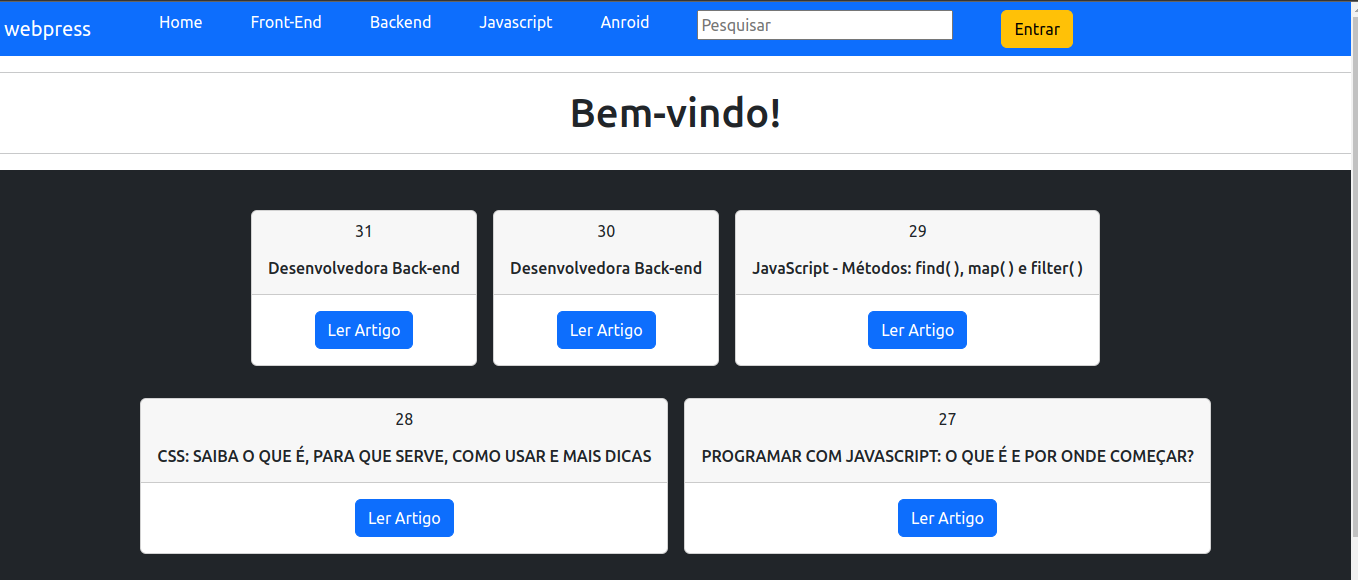 webpress Home Front-End Backend Javascript Anroid Pesquisar Entrar
Bem-vindo!
31 30 29
Desenvolvedora Back-end Desenvolvedora Back-end JavaScript - Métodos: find( ), map( ) e filter( )
Ler Artigo Ler Artigo Ler Artigo
28 27
CSS: SAIBA O QUE É, PARA QUE SERVE, COMO USAR E MAIS DICAS PROGRAMAR COM JAVASCRIPT: O QUE É E POR ONDE COMEÇAR?
Ler Artigo Ler Artigo